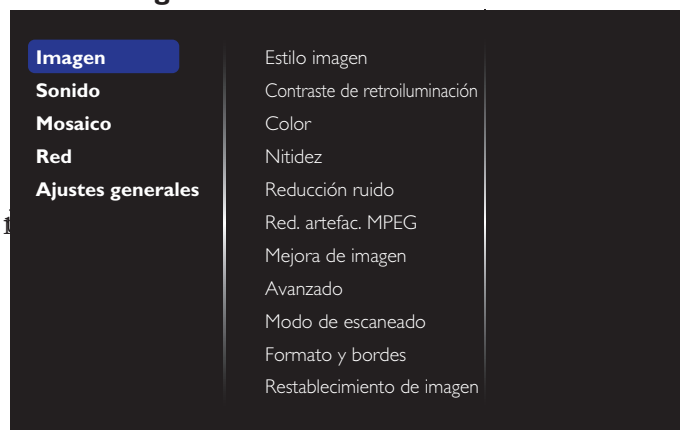 Imagen
Sonido
Mosaico
Red
Ajustes generales
Estilo imagen
Contraste de retroiluminación
Color
Nitidez
Reducción ruido
Red. artefac. MPEG
Mejora de imagen
Avanzado
Modo de escaneado
Formato y bordes
Restablecimiento de imagen